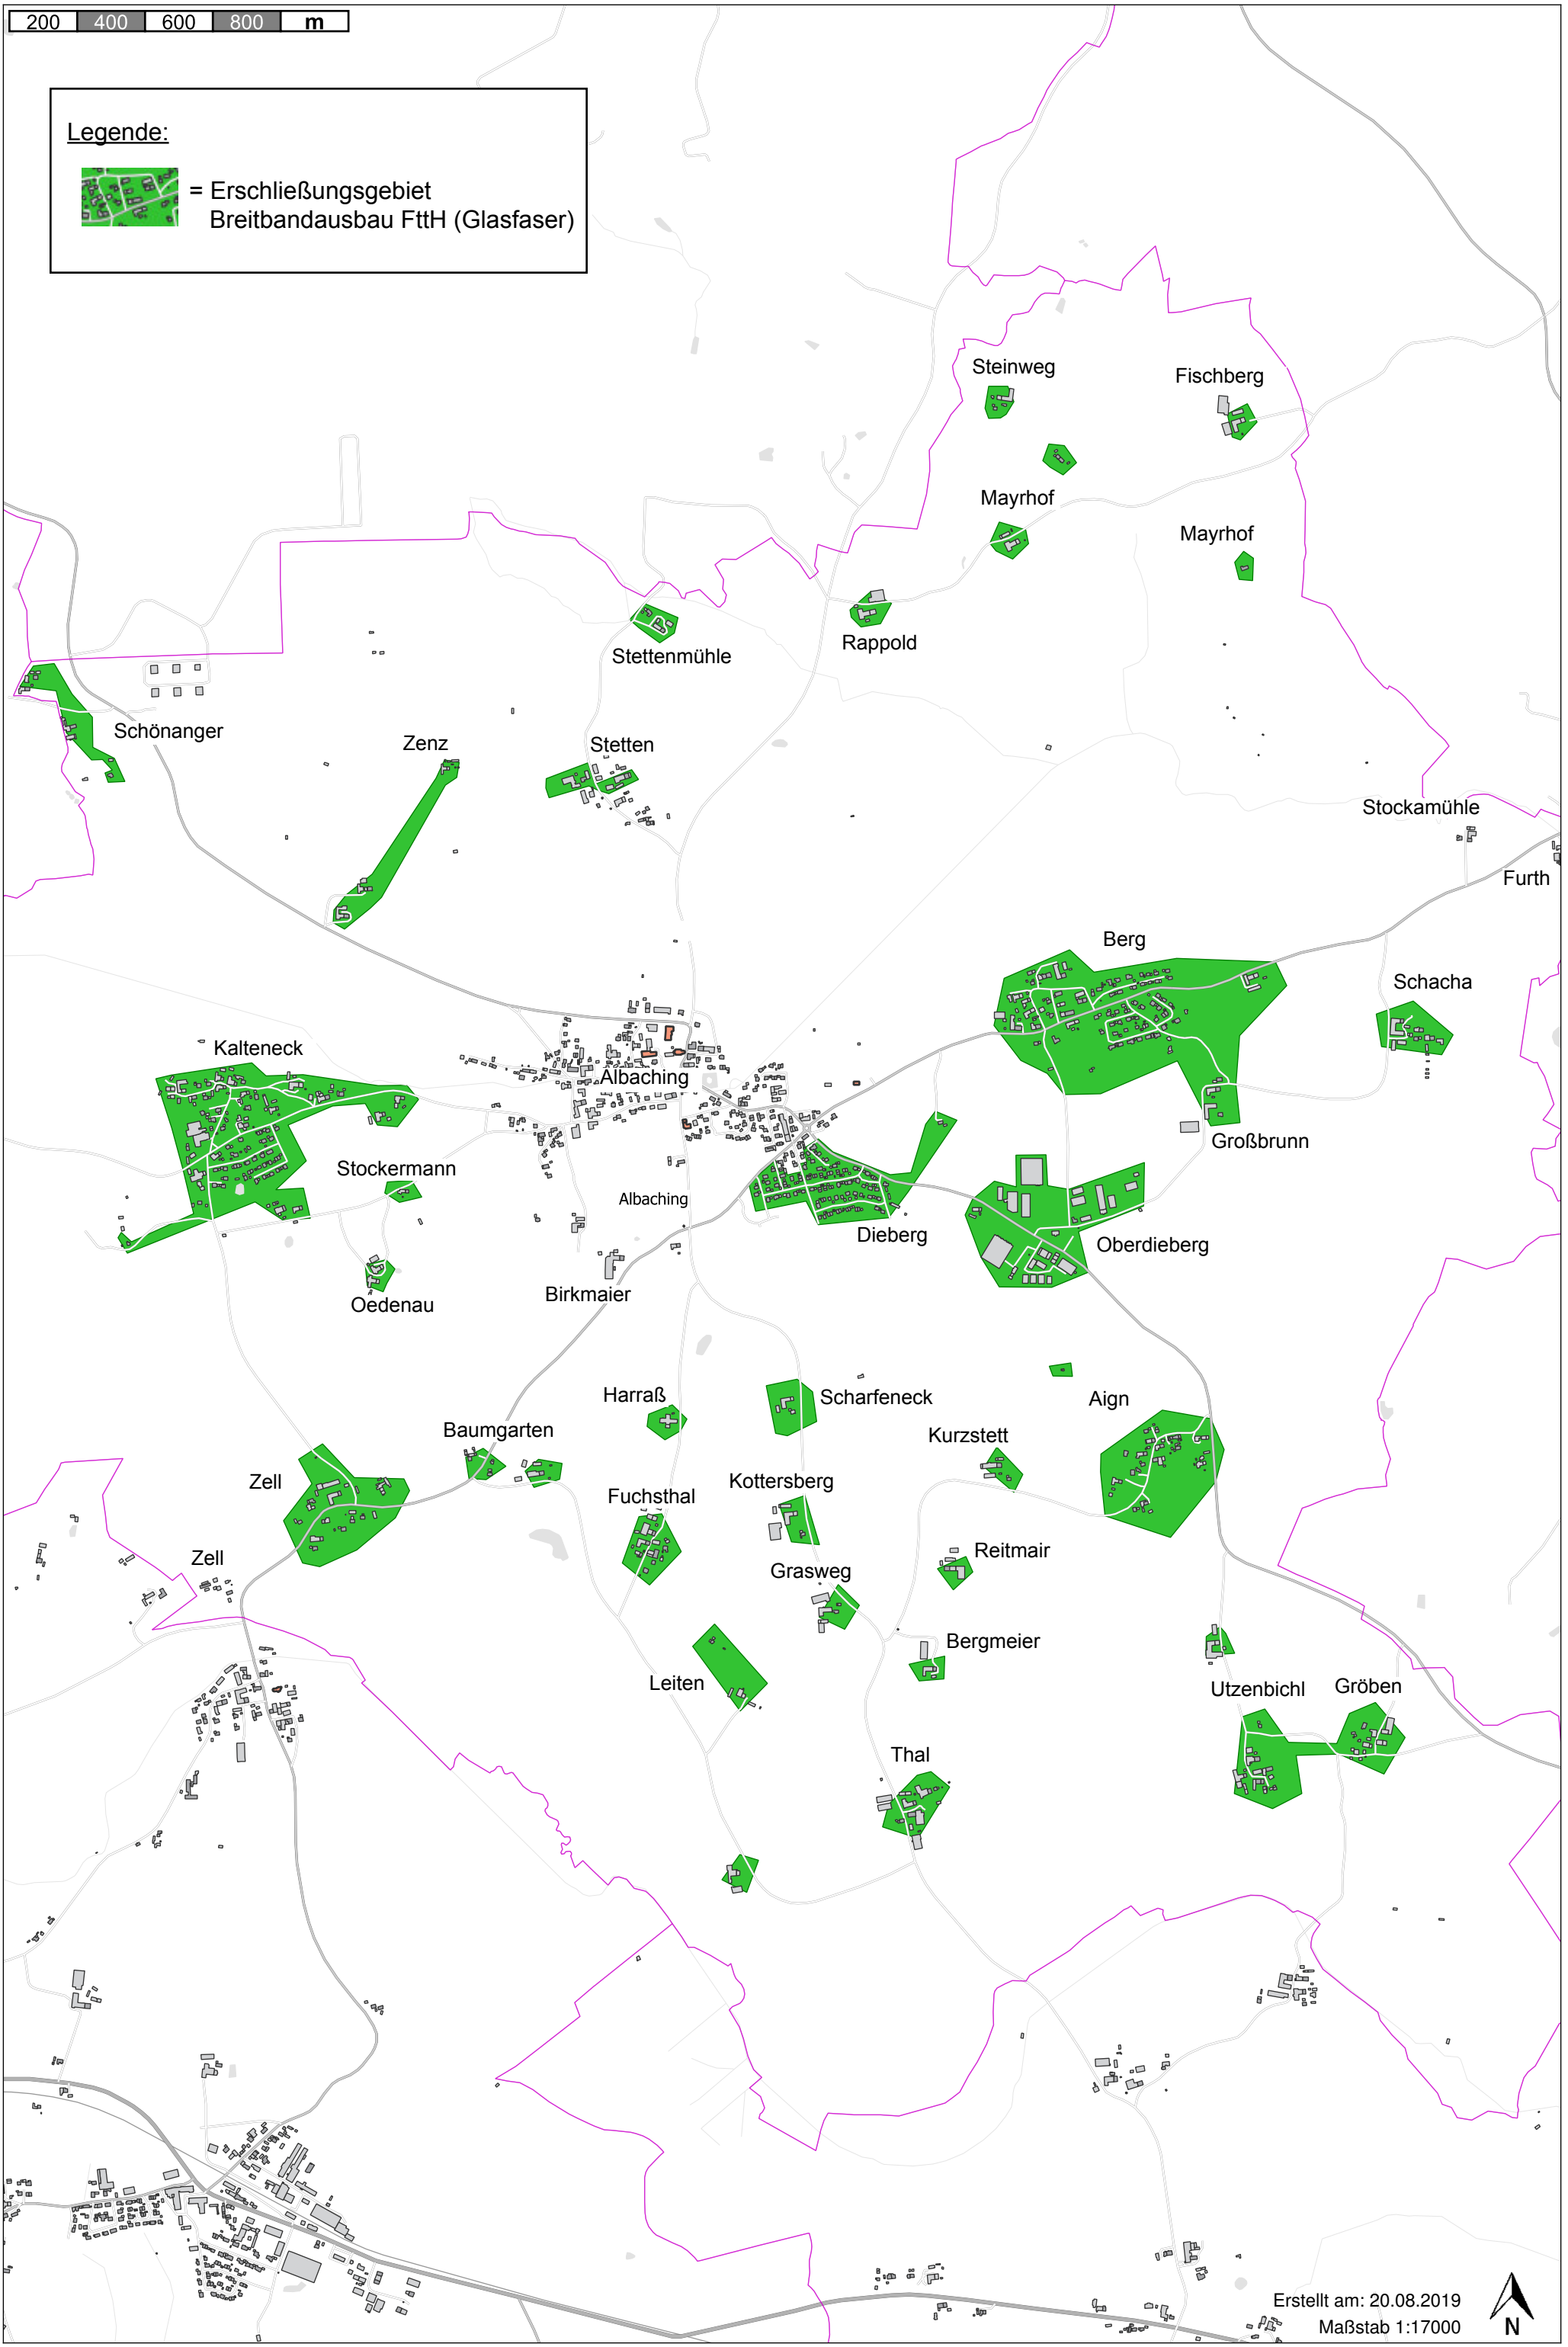 200 400 600 800 m
Legende:
= Erschließungsgebiet
Breitbandausbau FttH (Glasfaser)
Steinweg
Fischberg
Mayrhof
Mayrhof
Rappold
Stettenmühle
Schönanger
Zenz
Stetten
Stockamühle
Furth
Berg
Schacha
Kalteneck
Albaching
Großbrunn
Stockermann
Albaching
Dieberg
Oberdieberg
Birkmaier
Oedenau
Harraß
Scharfeneck
Aign
Baumgarten
Kurzstett
Zell
Kottersberg
Fuchsthal
Reitmair
Zell
Grasweg
Bergmeier
Leiten
Utzenbichl
Gröben
Thal
Erstellt am: 20.08.2019
Maßstab 1:17000
N